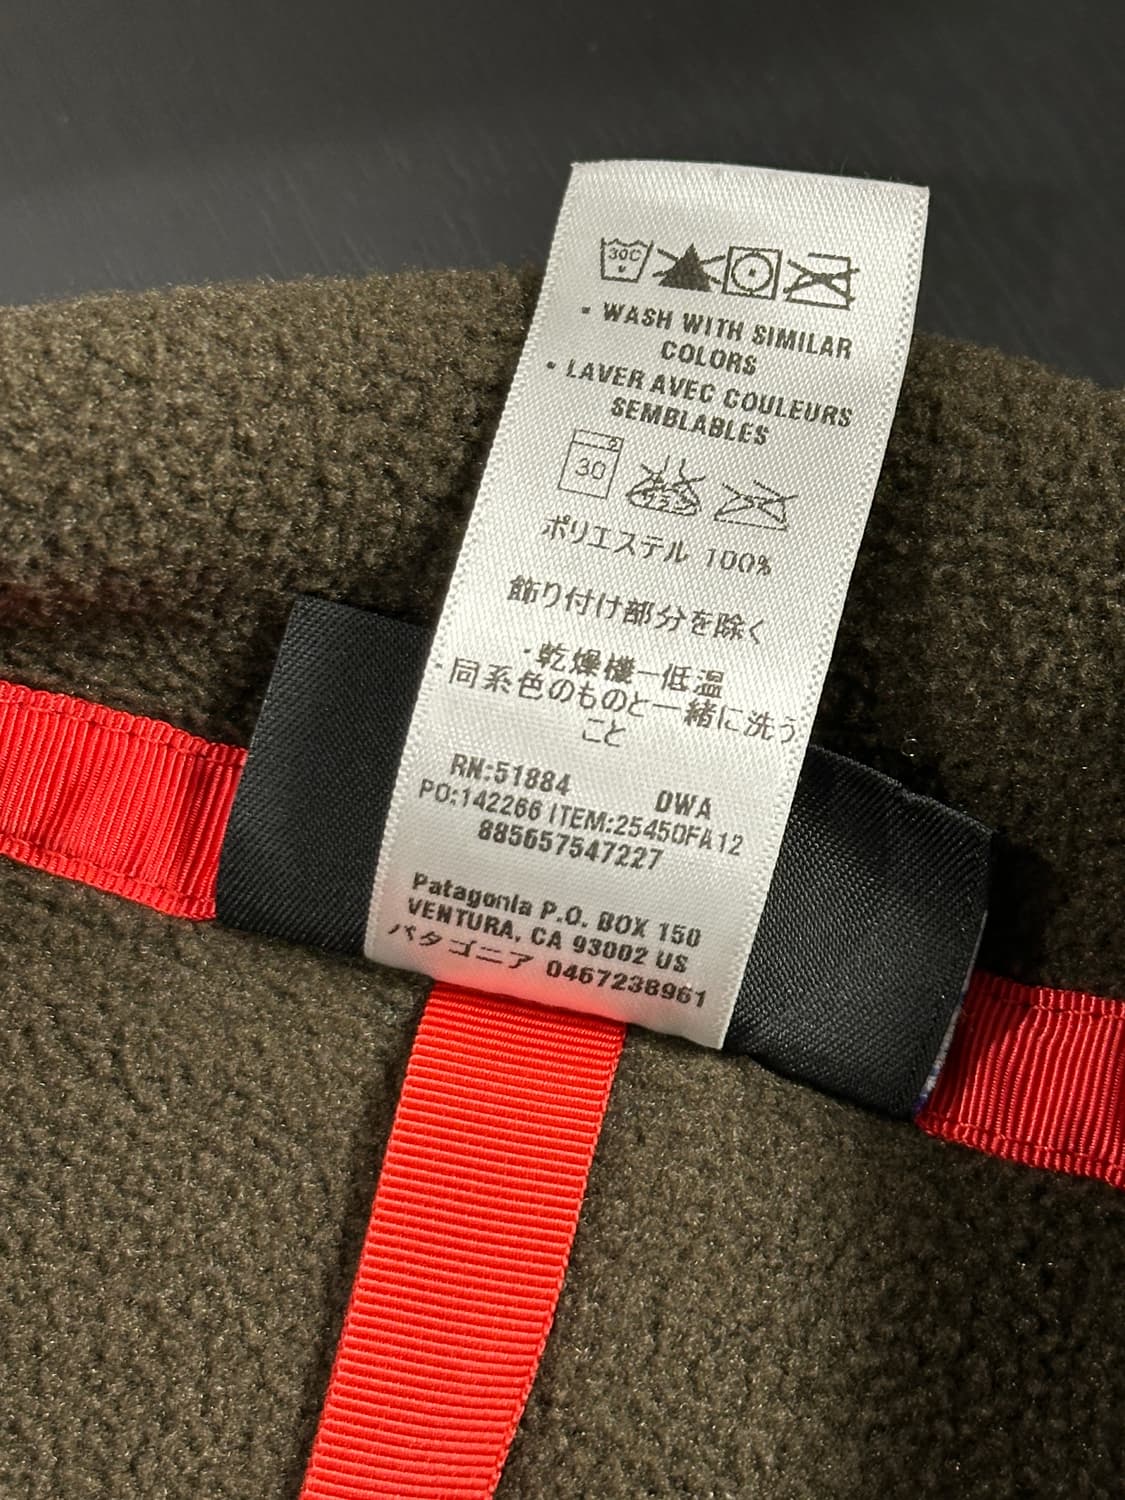 30C
• WASH WITH SIMILAR
COLORS
• LAVER AVEC COULEURS
SEMBLABLES
30
ポリエステル 100%
飾り付け部分を除く
・乾燥機一低温
・同系色のものと一緒に洗う
こと
RN:51884 OWA
PO:142266 ITEM:25450FA12
885657547227
Patagonia P.O. BOX 150
VENTURA, CA 93002 US
パタゴニア 0467238961